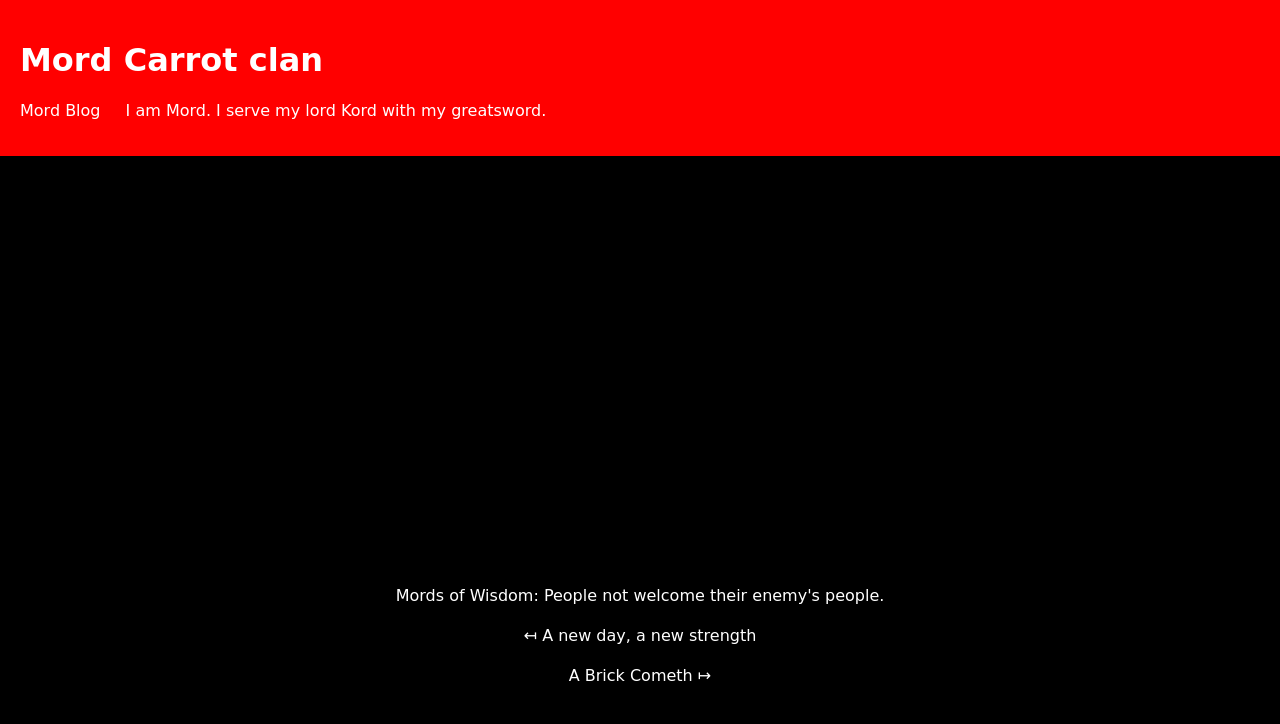 Mord Carrot clan
Mord Blog I am Mord. I serve my lord Kord with my greatsword.
Mords of Wisdom: People not welcome their enemy's people.
↤ A new day, a new strength
A Brick Cometh ↦